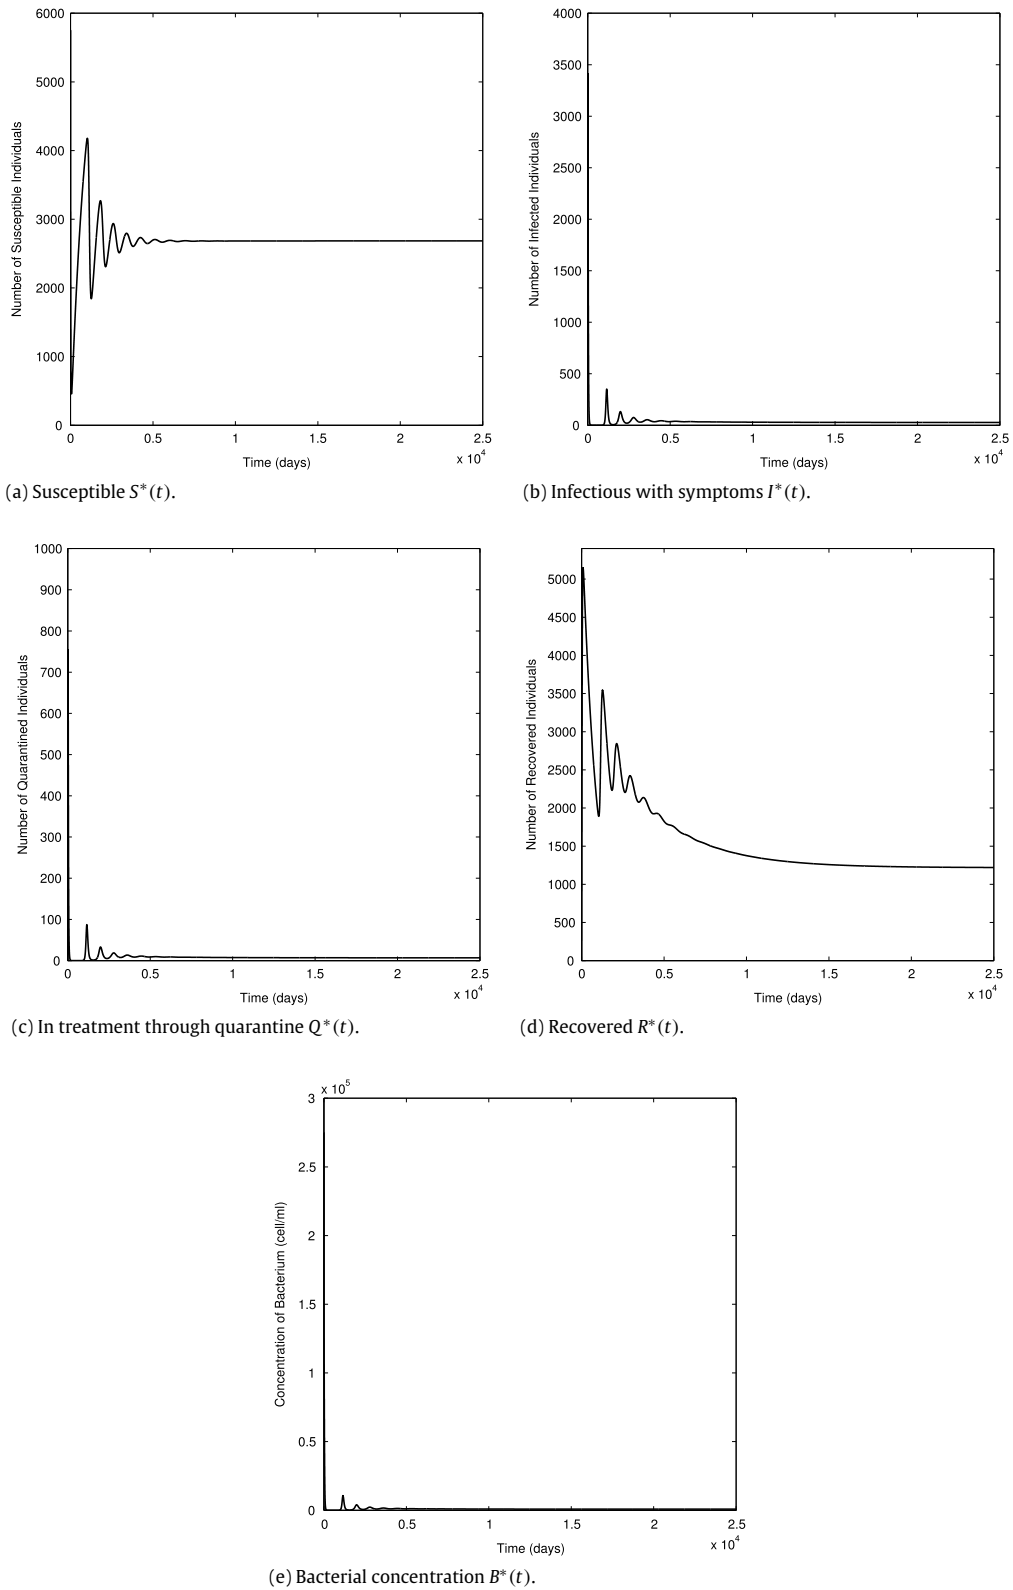 6000
5000
4000
3000
2000
1000
0
Number of Susceptible Individuals
0 0.5 1 1.5 2 2.5
x 10^4
Time (days)
(a) Susceptible S*(t).
4000
3500
3000
2500
2000
1500
1000
500
0
Number of Infected Individuals
0 0.5 1 1.5 2 2.5
x 10^4
Time (days)
(b) Infectious with symptoms I*(t).
1000
900
800
700
600
500
400
300
200
100
0
Number of Quarantined Individuals
0 0.5 1 1.5 2 2.5
x 10^4
Time (days)
(c) In treatment through quarantine Q*(t).
5000
4500
4000
3500
3000
2500
2000
1500
1000
500
0
Number of Recovered Individuals
0 0.5 1 1.5 2 2.5
x 10^4
Time (days)
(d) Recovered R*(t).
x 10^5
3
2.5
2
1.5
1
0.5
0
Concentration of Bacterium (cell/ml)
0 0.5 1 1.5 2 2.5
x 10^4
Time (days)
(e) Bacterial concentration B*(t).